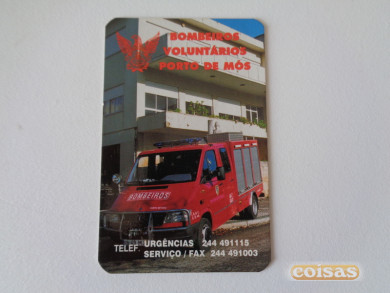 BOMBEIROS
VOLUNTÁRIOS
PORTO DE MÓS
BOMBEIROS
TELEF. URGÊNCIAS 244 491115
SERVIÇO / FAX 244 491003
coisas